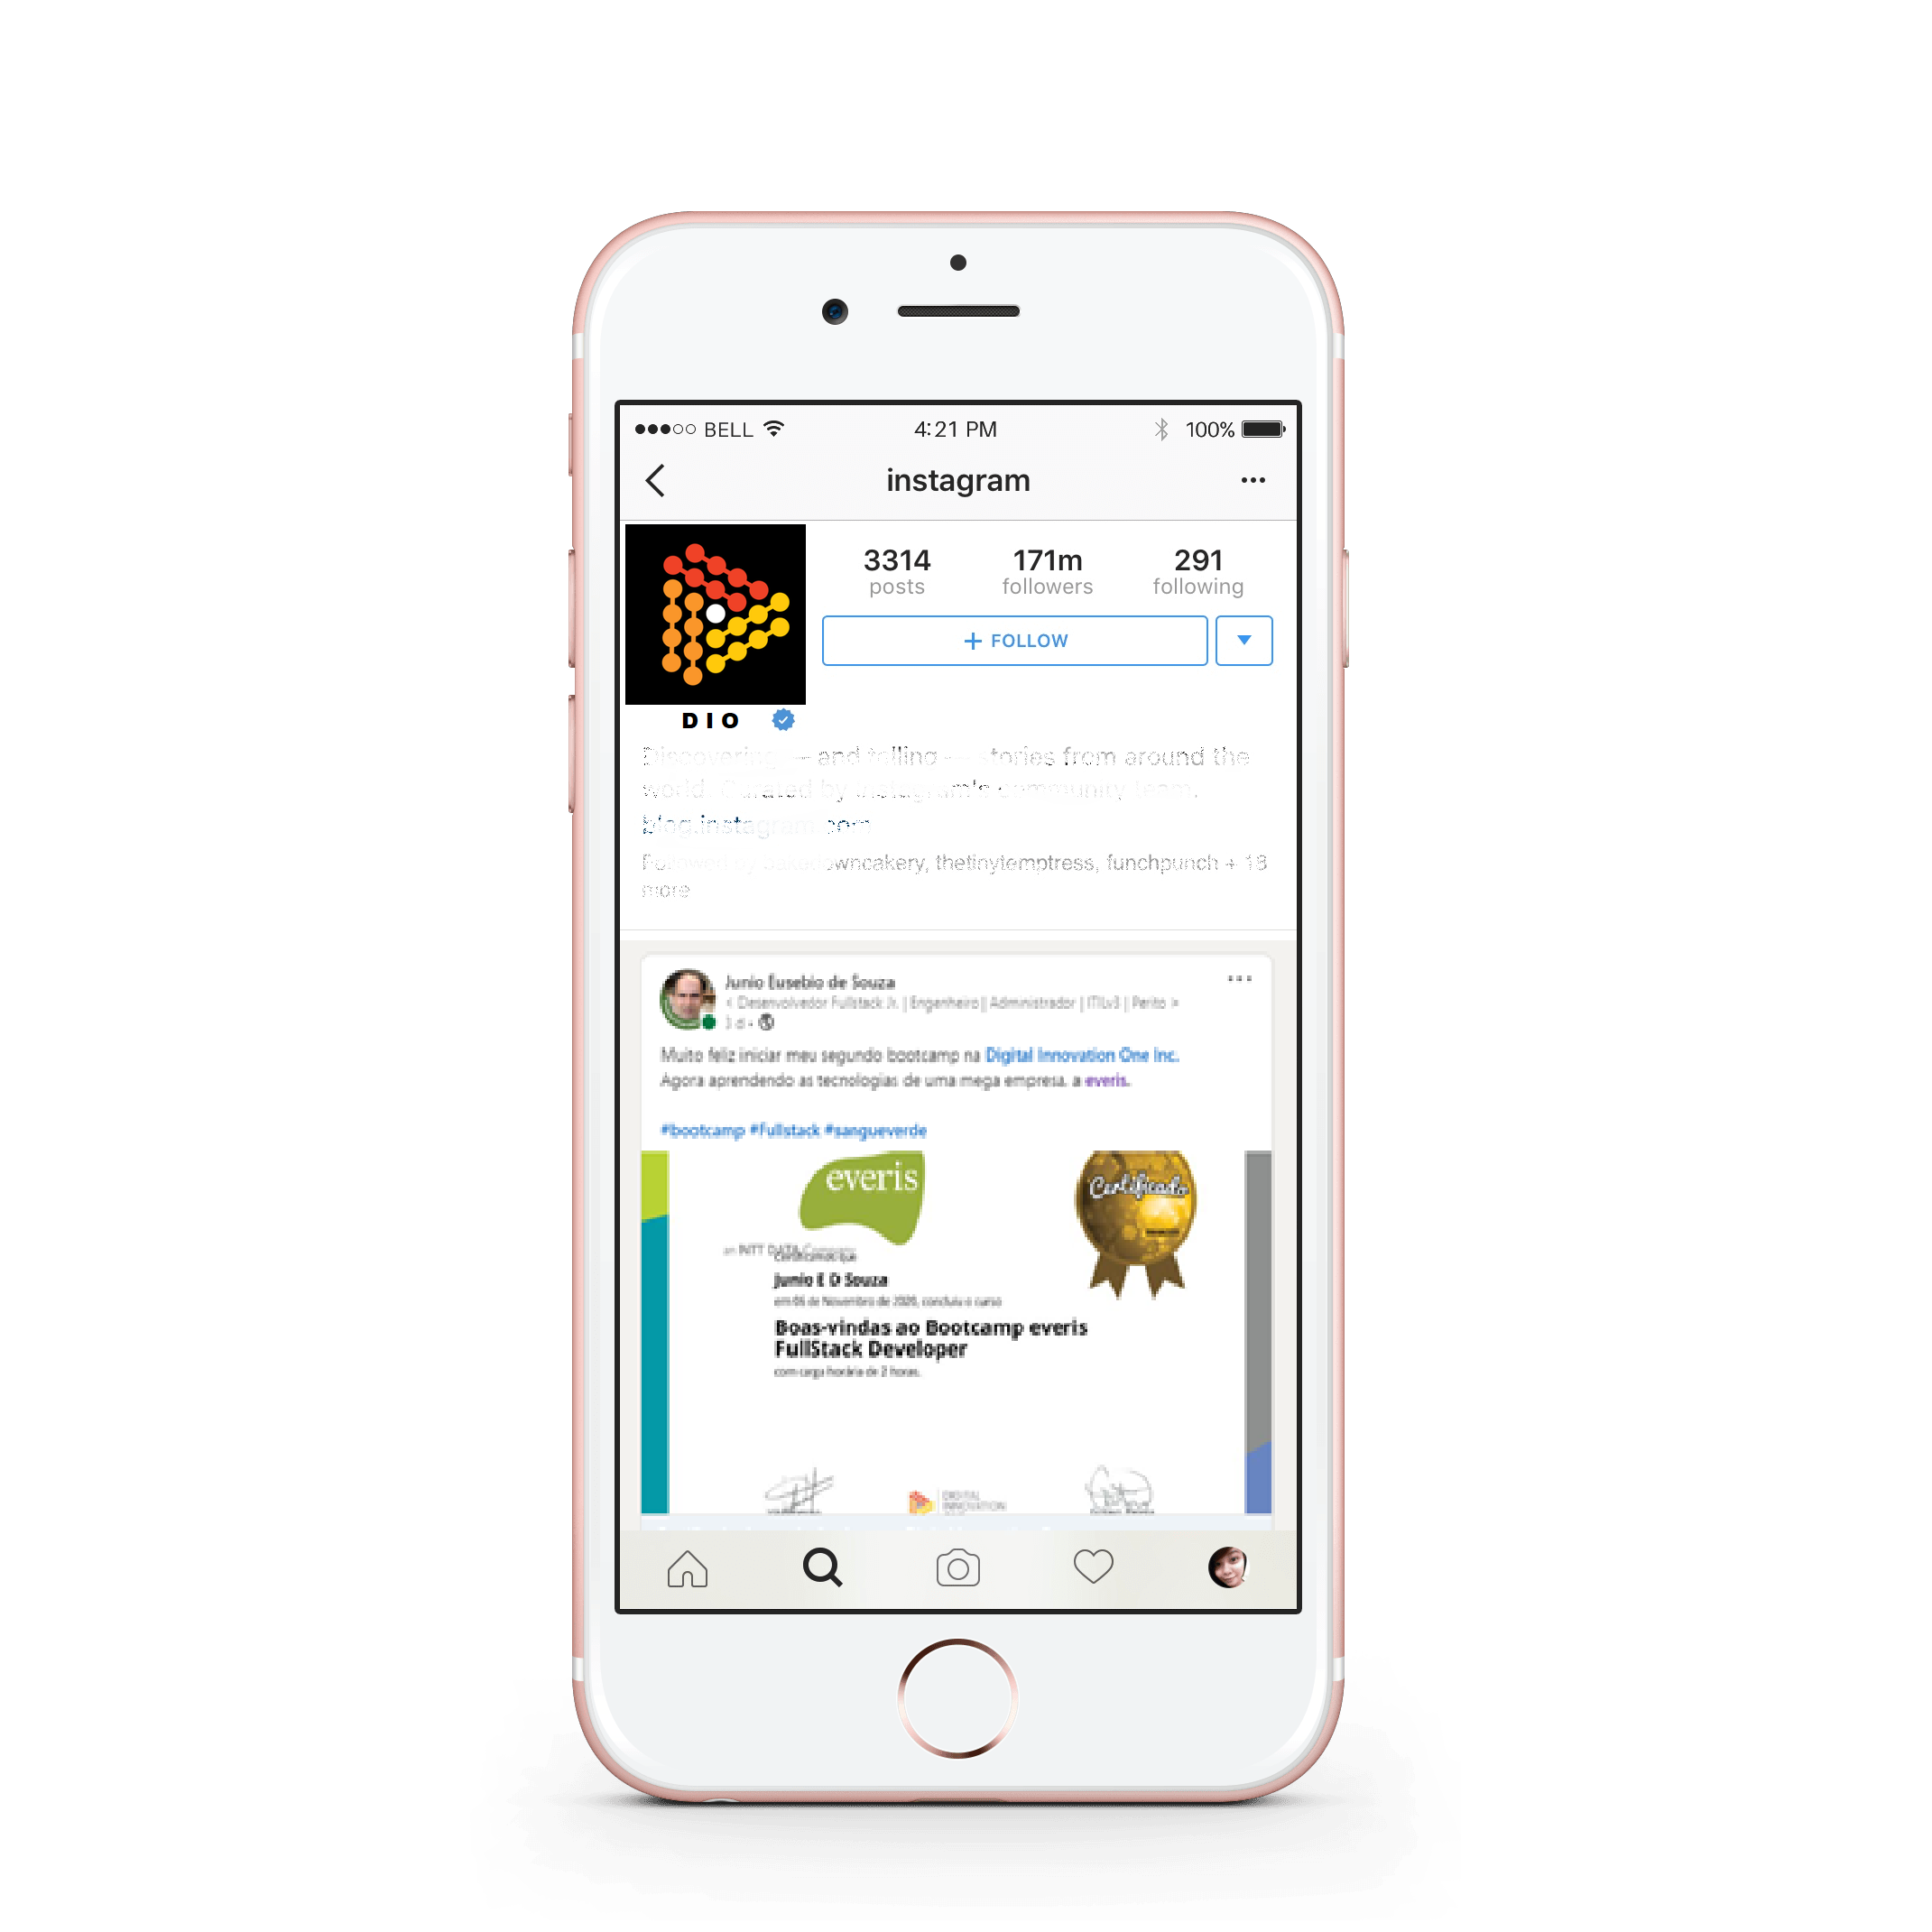 BELL
4:21 PM
100%
instagram
3314 171m 291
posts followers following
+ FOLLOW
DIO
Discovering — and telling — stories from around the
world. Curated by Instagram's community team.
blog.instagram.com
Followed by wncakery, thetinytemptress, funchpunch + 18
more
Junio Eusebio de Souza
< Desenvolvedor Fullstack Jr. | Engenheiro | Administrador | ITILv3 | Perito >
3 d •
Muito feliz iniciar meu segundo bootcamp na Digital Innovation One Inc.
Agora aprendendo as tecnologias de uma mega empresa, a everis.
#bootcamp #fullstack #sangueverde
everis
Certificado
an NTT DATA Company
Certificamos que
Junio E D Souza
em 05 de Novembro de 2020, concluiu o curso
Boas-vindas ao Bootcamp everis
FullStack Developer
com carga horária de 2 horas.
DIGITAL
INNOVATION